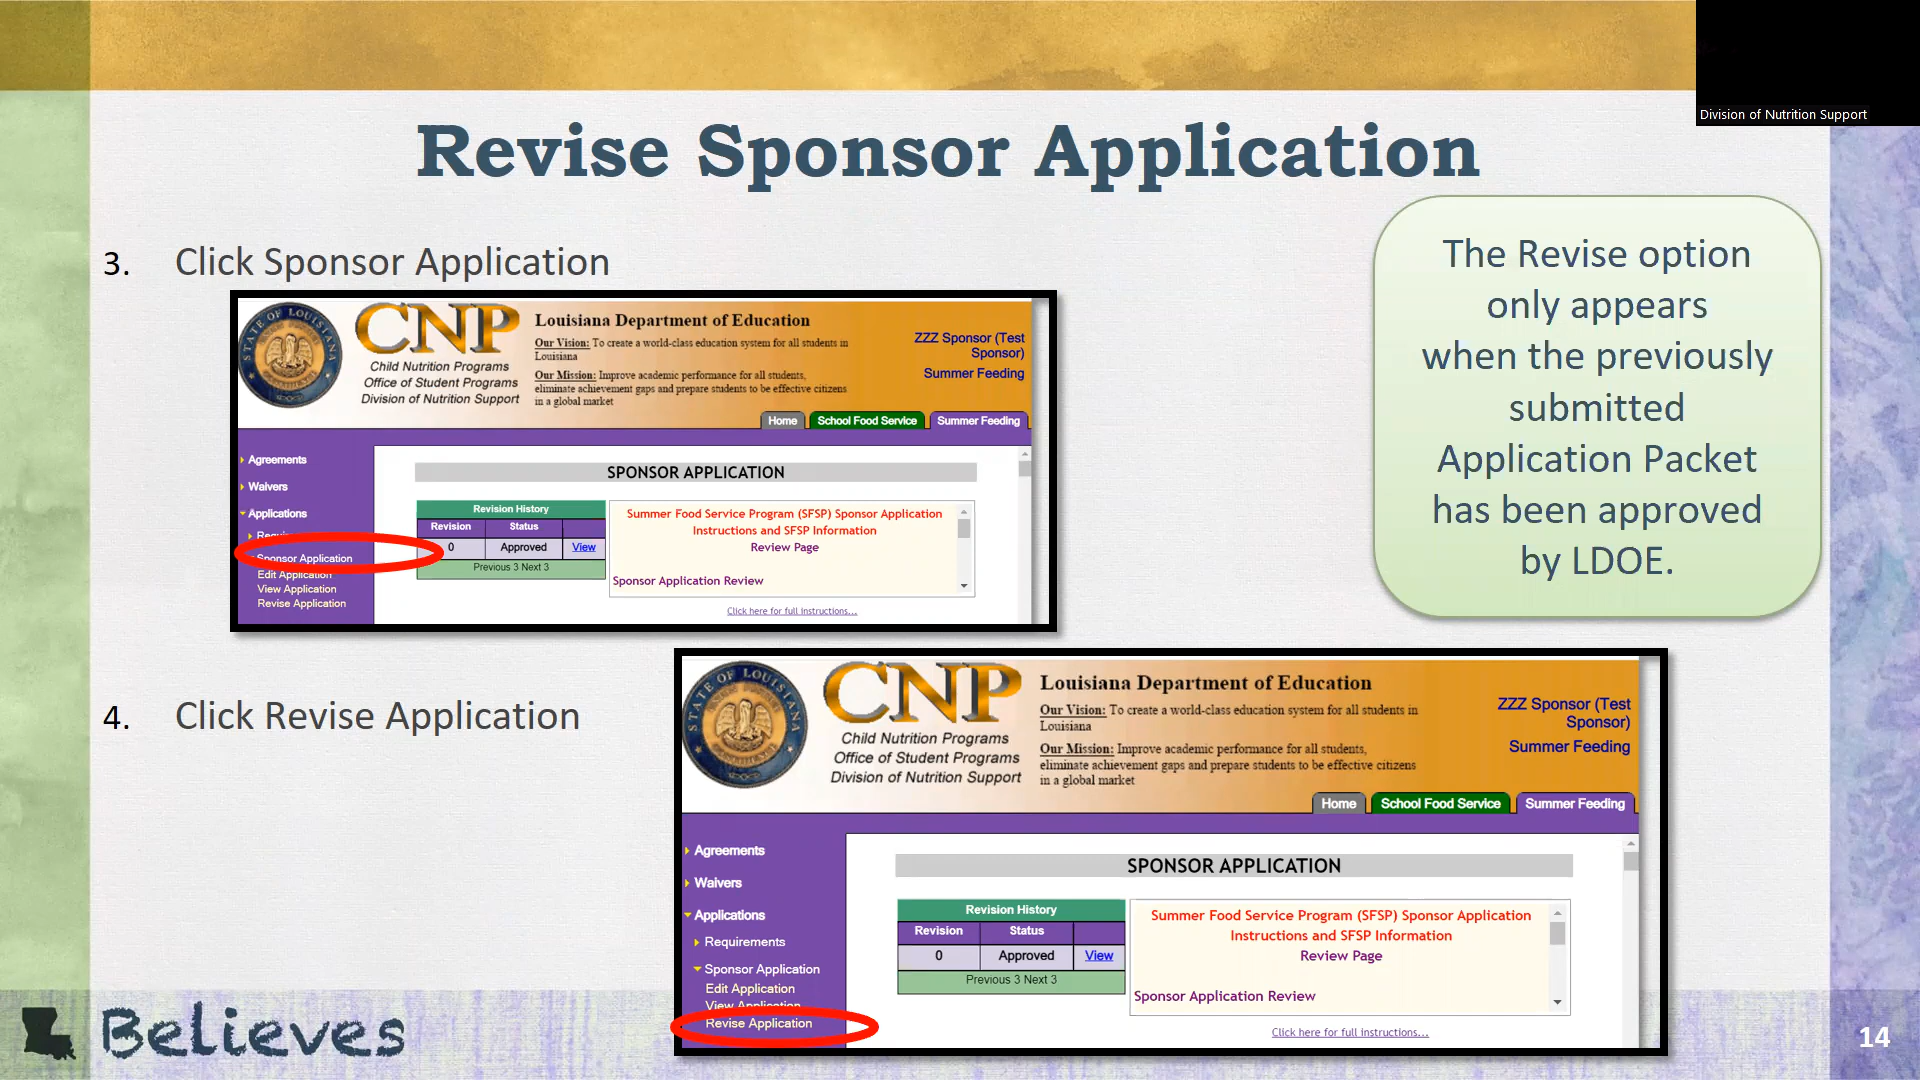 Division of Nutrition Support
Revise Sponsor Application
3. Click Sponsor Application
The Revise option
only appears
when the previously
submitted
Application Packet
has been approved
by LDOE.
STATE OF LOUISIANA
CNP
Child Nutrition Programs
Office of Student Programs
Division of Nutrition Support
Louisiana Department of Education
Our Vision: To create a world-class education system for all students in
Louisiana
Our Mission: Improve academic performance for all students,
eliminate achievement gaps and prepare students to be effective citizens
in a global market
ZZZ Sponsor (Test
Sponsor)
Summer Feeding
Home School Food Service Summer Feeding
Agreements
Waivers
Applications
Sponsor Application
Edit Application
View Application
Revise Application
SPONSOR APPLICATION
Revision History
Revision Status
0 Approved View
Previous 3 Next 3
Summer Food Service Program (SFSP) Sponsor Application
Instructions and SFSP Information
Review Page
Sponsor Application Review
Click here for full instructions...
4. Click Revise Application
STATE OF LOUISIANA
CNP
Child Nutrition Programs
Office of Student Programs
Division of Nutrition Support
Louisiana Department of Education
Our Vision: To create a world-class education system for all students in
Louisiana
Our Mission: Improve academic performance for all students,
eliminate achievement gaps and prepare students to be effective citizens
in a global market
ZZZ Sponsor (Test
Sponsor)
Summer Feeding
Home School Food Service Summer Feeding
Agreements
Waivers
Applications
Requirements
Sponsor Application
Edit Application
View Application
Revise Application
SPONSOR APPLICATION
Revision History
Revision Status
0 Approved View
Previous 3 Next 3
Summer Food Service Program (SFSP) Sponsor Application
Instructions and SFSP Information
Review Page
Sponsor Application Review
Click here for full instructions...
Believes
14